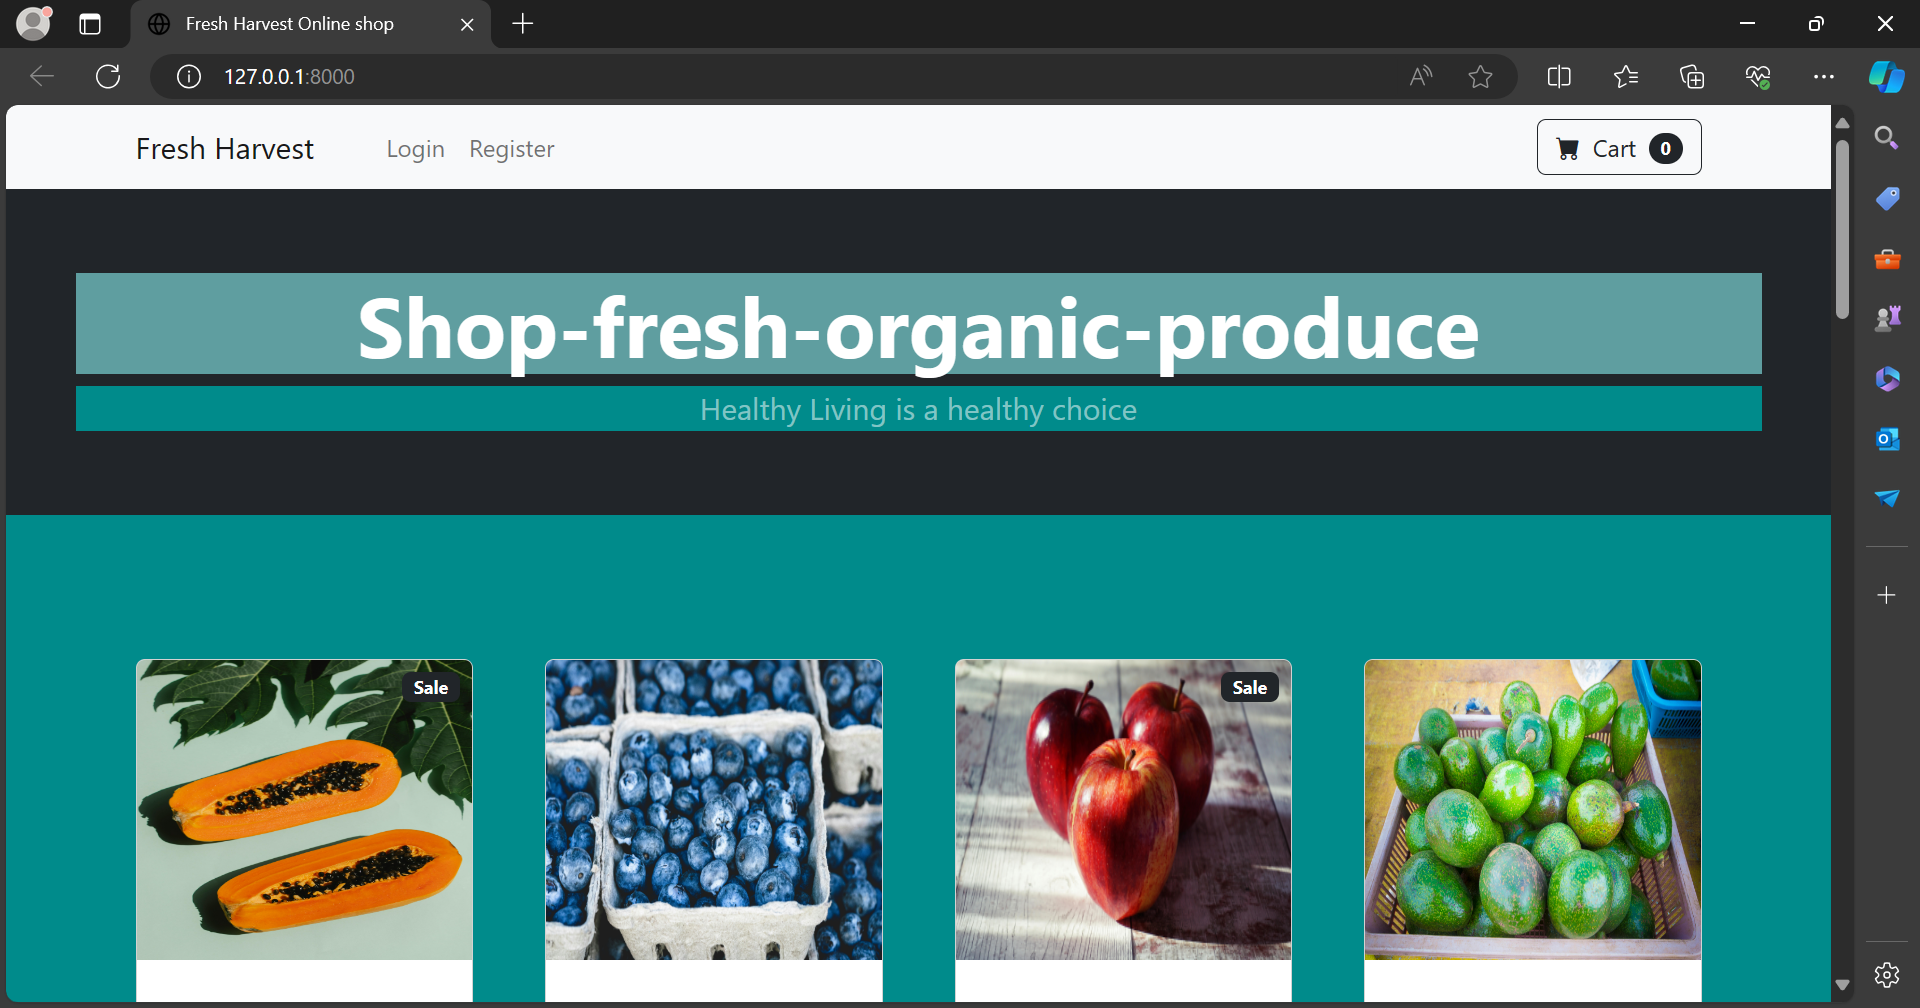 Fresh Harvest Online shop
127.0.0.1:8000
Fresh Harvest Login Register Cart 0
Shop-fresh-organic-produce
Healthy Living is a healthy choice
Sale Sale